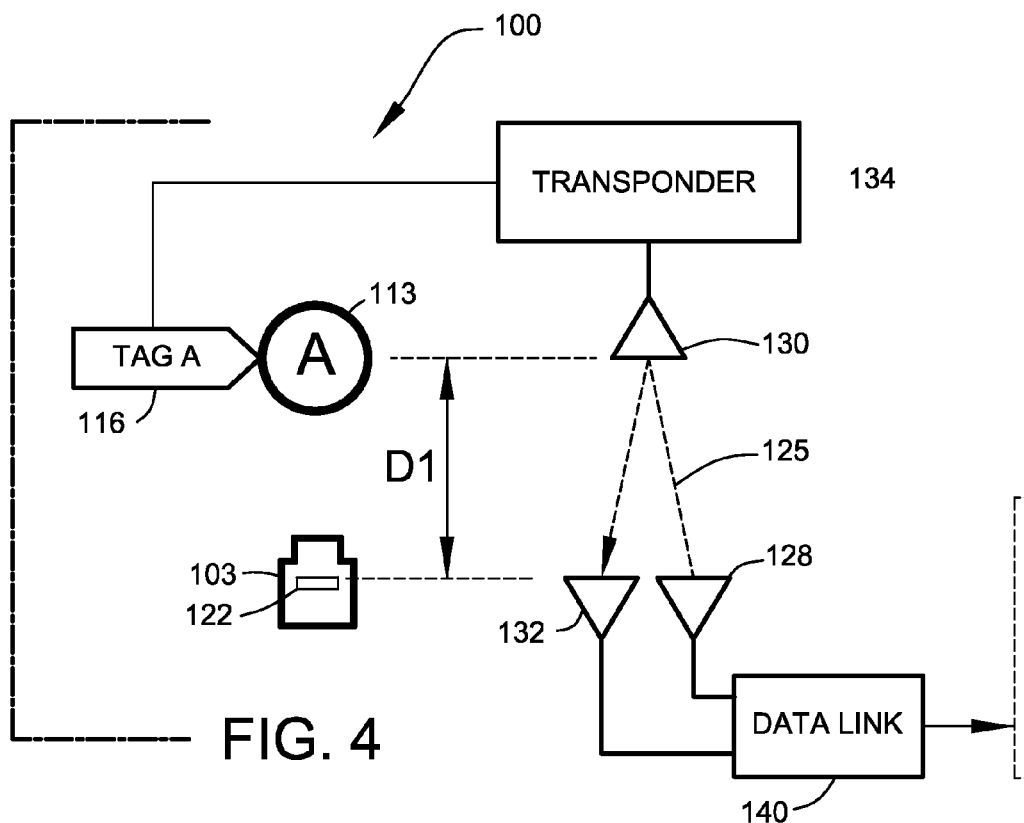 100
TRANSPONDER
134
113
TAG A
A
130
116
D1
125
103
122
128
132
DATA LINK
FIG. 4
140